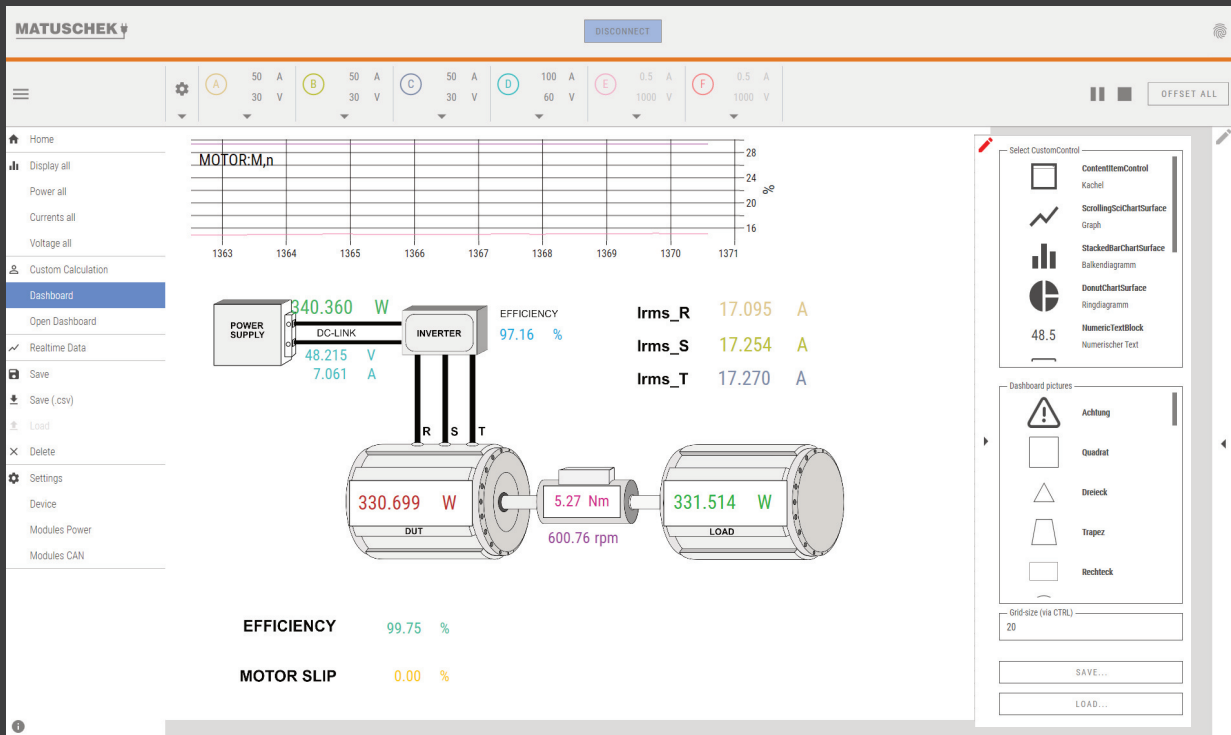 MATUSCHEK
DISCONNECT
A 50 A 30 V
B 50 A 30 V
C 50 A 30 V
D 100 A 60 V
E 0.5 A 1000 V
F 0.5 A 1000 V
OFFSET ALL
Home
Display all
Power all
Currents all
Voltage all
Custom Calculation
Dashboard
Open Dashboard
Realtime Data
Save
Save (.csv)
Load
Delete
Settings
Device
Modules Power
Modules CAN
MOTOR:M,n
28
24
20
16
%
1363 1364 1365 1366 1367 1368 1369 1370 1371
POWER
SUPPLY
340.360 W
DC-LINK
48.215 V
7.061 A
INVERTER
EFFICIENCY
97.16 %
Irms_R 17.095 A
Irms_S 17.254 A
Irms_T 17.270 A
R S T
330.699 W
DUT
5.27 Nm
600.76 rpm
331.514 W
LOAD
EFFICIENCY 99.75 %
MOTOR SLIP 0.00 %
Select CustomControl
ContentItemControl
Kachel
ScrollingSciChartSurface
Graph
StackedBarChartSurface
Balkendiagramm
DonutChartSurface
Ringdiagramm
48.5
NumericTextBlock
Numerischer Text
Dashboard pictures
Achtung
Quadrat
Dreieck
Trapez
Rechteck
Grid-size (via CTRL)
20
SAVE...
LOAD...